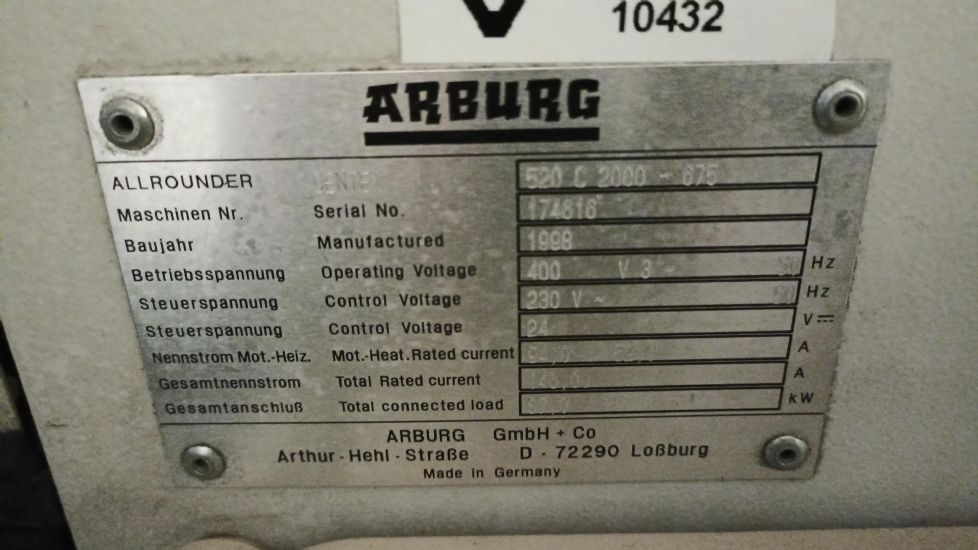 V 10432
ARBURG
ALLROUNDER 520 C 2000 - 675
Maschinen Nr. Serial No. 174616
Baujahr Manufactured 1998
Betriebsspannung Operating Voltage 400 V 3 ~ Hz
Steuerspannung Control Voltage 230 V ~ Hz
Steuerspannung Control Voltage 24 V
Nennstrom Mot.-Heiz. Mot.-Heat.Rated current A
Gesamtnennstrom Total Rated current A
Gesamtanschluß Total connected load kW
ARBURG GmbH + Co
Arthur - Hehl - Straße D - 72290 Loßburg
Made in Germany